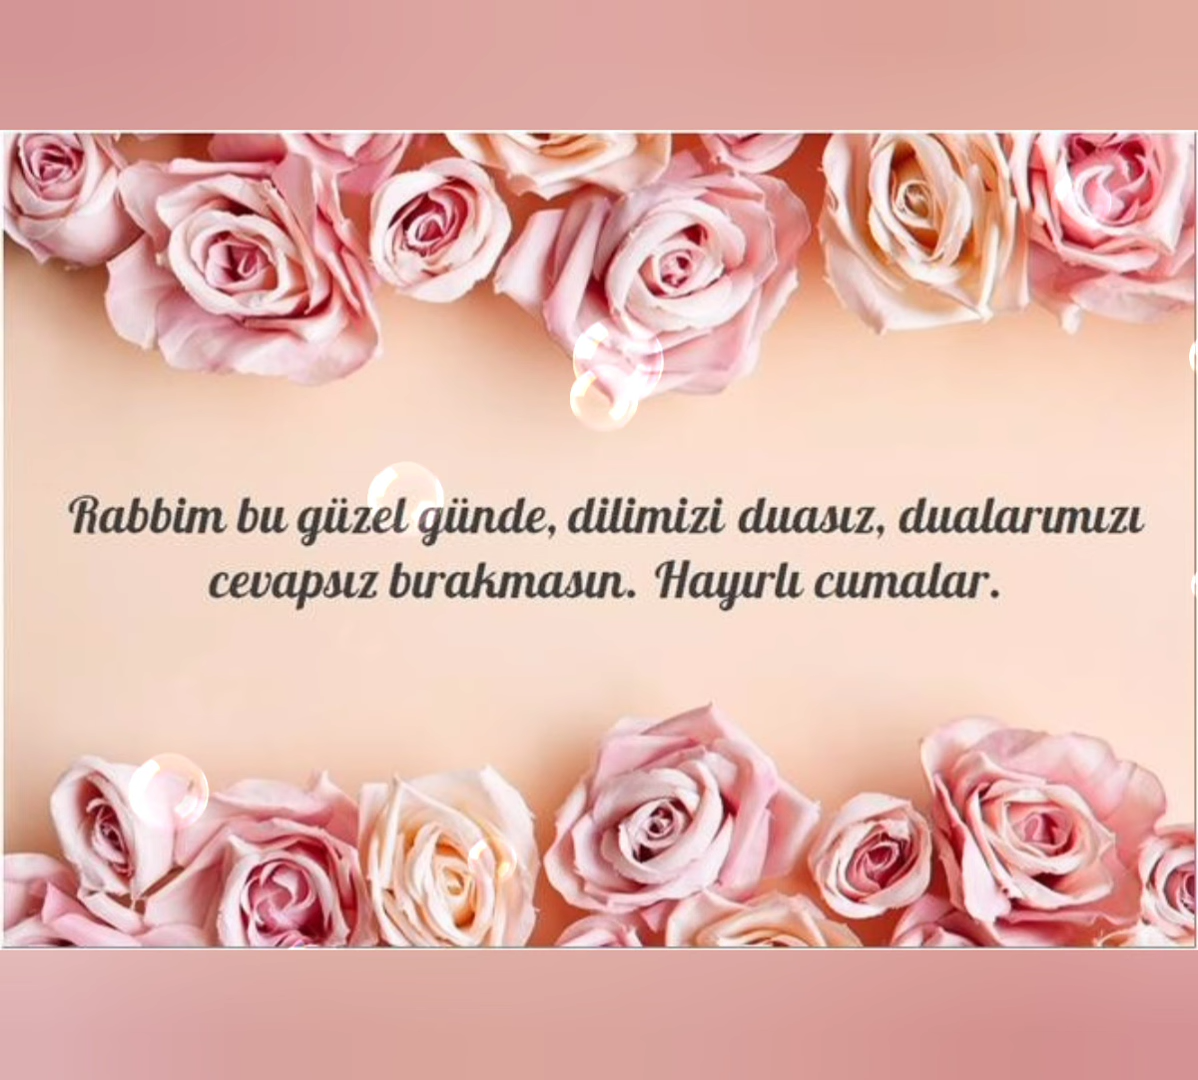 Rabbim bu güzel günde, dilimizi duasız, dualarımızı
cevapsız bırakmasın. Hayırlı cumalar.